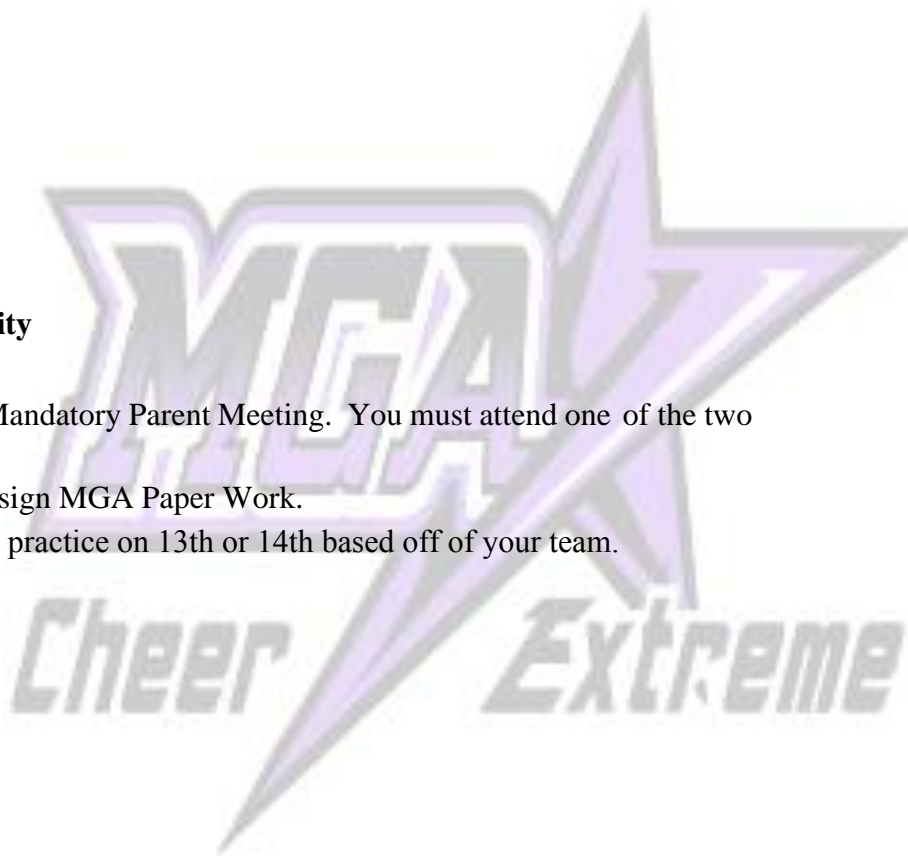 ity
Mandatory Parent Meeting.  You must attend one of the two
sign MGA Paper Work.
practice on 13th or 14th based off of your team.
MGA
Cheer Extreme